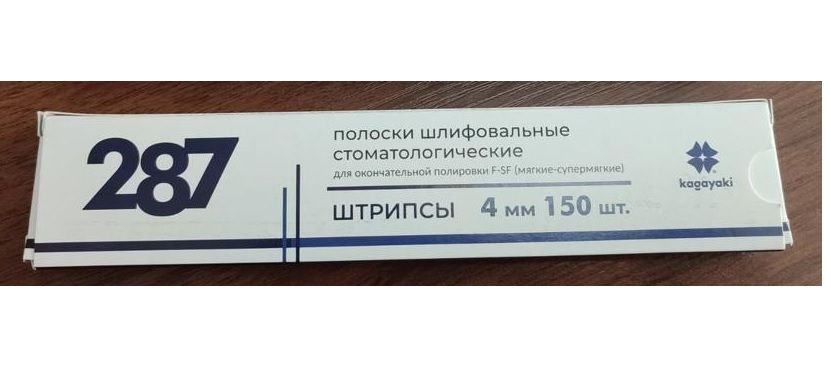 287
полоски шлифовальные
стоматологические
для окончательной полировки F-SF (мягкие-супермягкие)
ШТРИПСЫ 4 мм 150 шт.
kagayaki